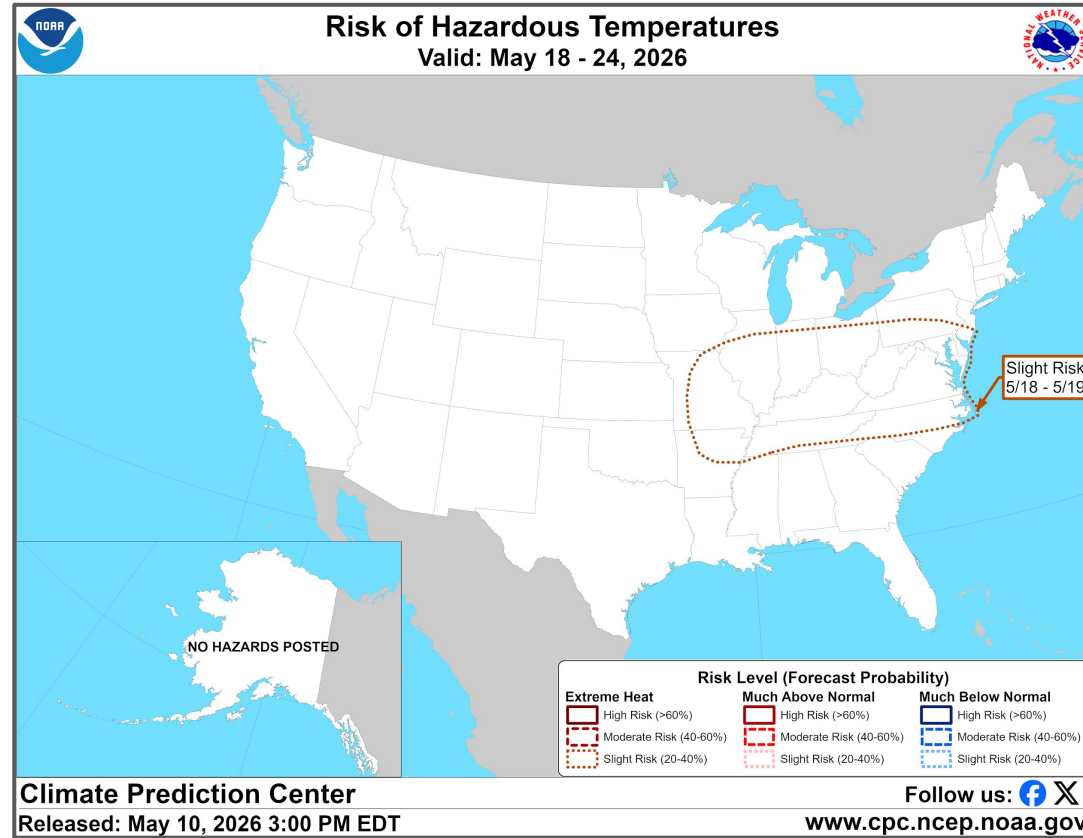 NOAA
Risk of Hazardous Temperatures
Valid: May 18 - 24, 2026
NATIONAL WEATHER SERVICE
Slight Risk
5/18 - 5/19
NO HAZARDS POSTED
Risk Level (Forecast Probability)
Extreme Heat
High Risk (>60%)
Moderate Risk (40-60%)
Slight Risk (20-40%)
Much Above Normal
High Risk (>60%)
Moderate Risk (40-60%)
Slight Risk (20-40%)
Much Below Normal
High Risk (>60%)
Moderate Risk (40-60%)
Slight Risk (20-40%)
Climate Prediction Center
Follow us:
Released: May 10, 2026 3:00 PM EDT
www.cpc.ncep.noaa.gov